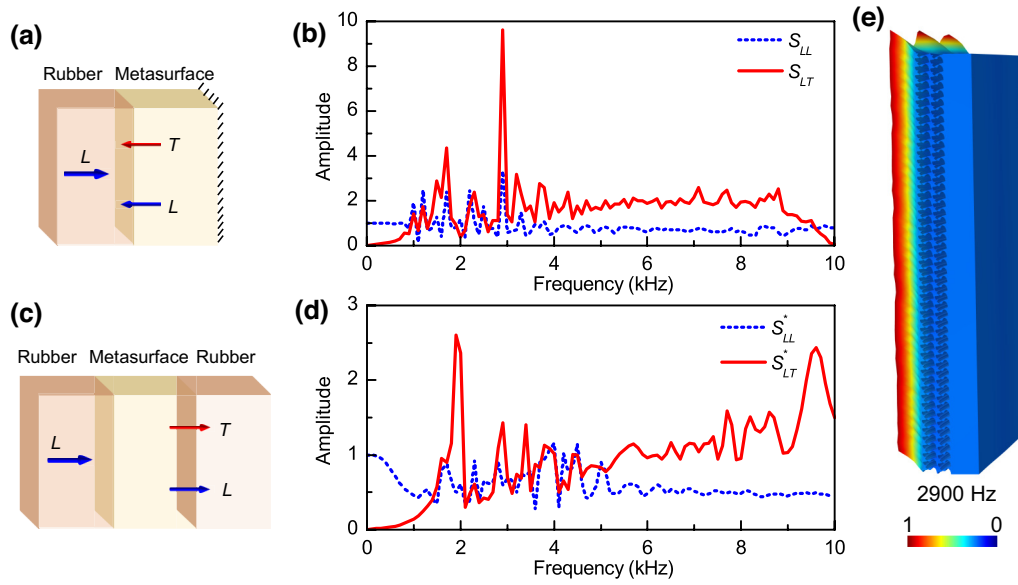 (a)
Rubber Metasurface
L
T
L
(b)
10
8
6
4
2
0
Amplitude
S_LL
S_LT
0 2 4 6 8 10
Frequency (kHz)
(c)
Rubber Metasurface Rubber
L
T
L
(d)
3
2
1
0
Amplitude
S*_LL
S*_LT
0 2 4 6 8 10
Frequency (kHz)
(e)
2900 Hz
1 0